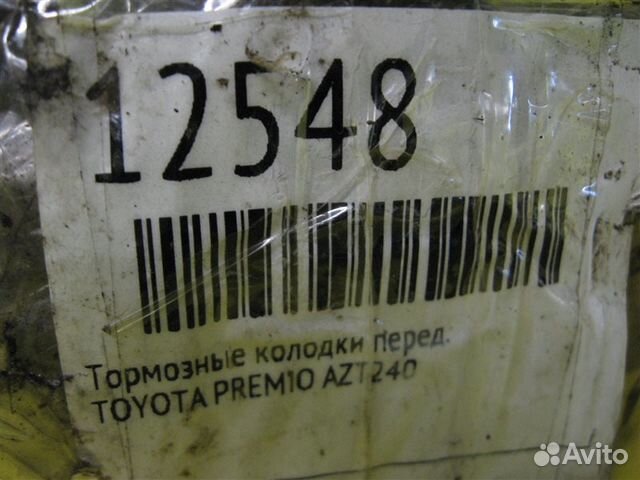 12548
Тормозные колодки перед.
TOYOTA PREMIO AZT240
Avito